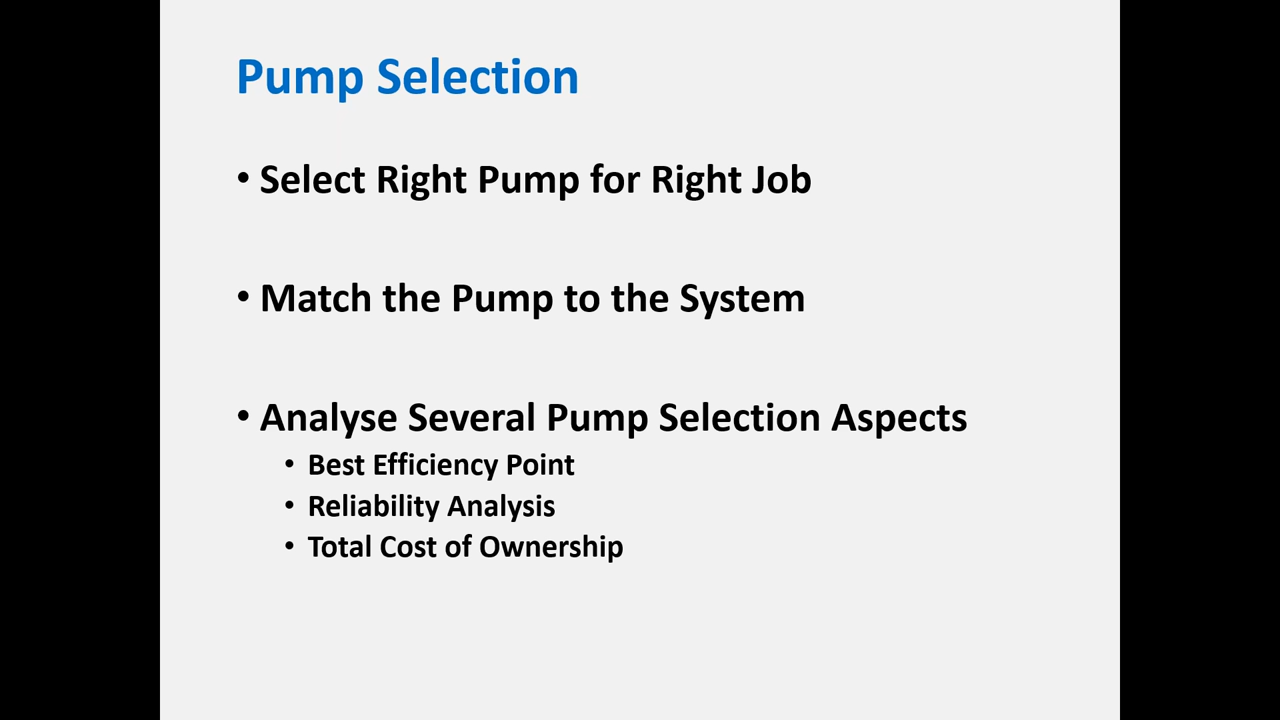 Pump Selection
• Select Right Pump for Right Job
• Match the Pump to the System
• Analyse Several Pump Selection Aspects
• Best Efficiency Point
• Reliability Analysis
• Total Cost of Ownership